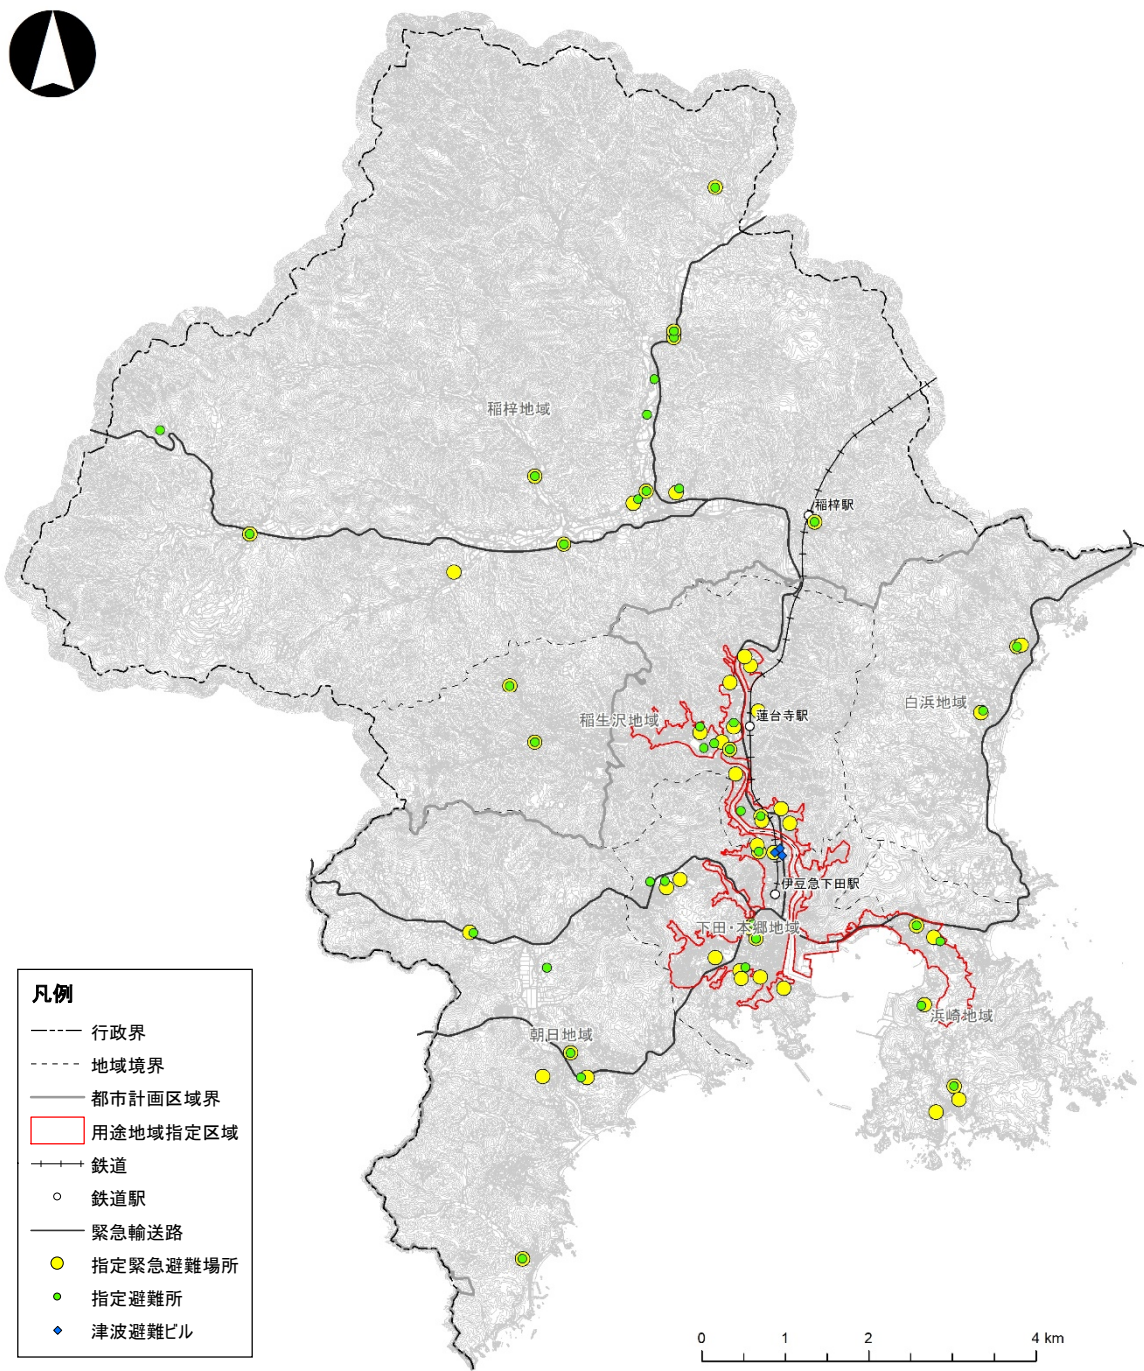 稲梓地域
稲梓駅
白浜地域
稲生沢地域
蓮台寺駅
伊豆急下田駅
下田・本郷地域
浜崎地域
朝日地域
凡例
行政界
地域境界
都市計画区域界
用途地域指定区域
鉄道
鉄道駅
緊急輸送路
指定緊急避難場所
指定避難所
津波避難ビル
0 1 2 4 km